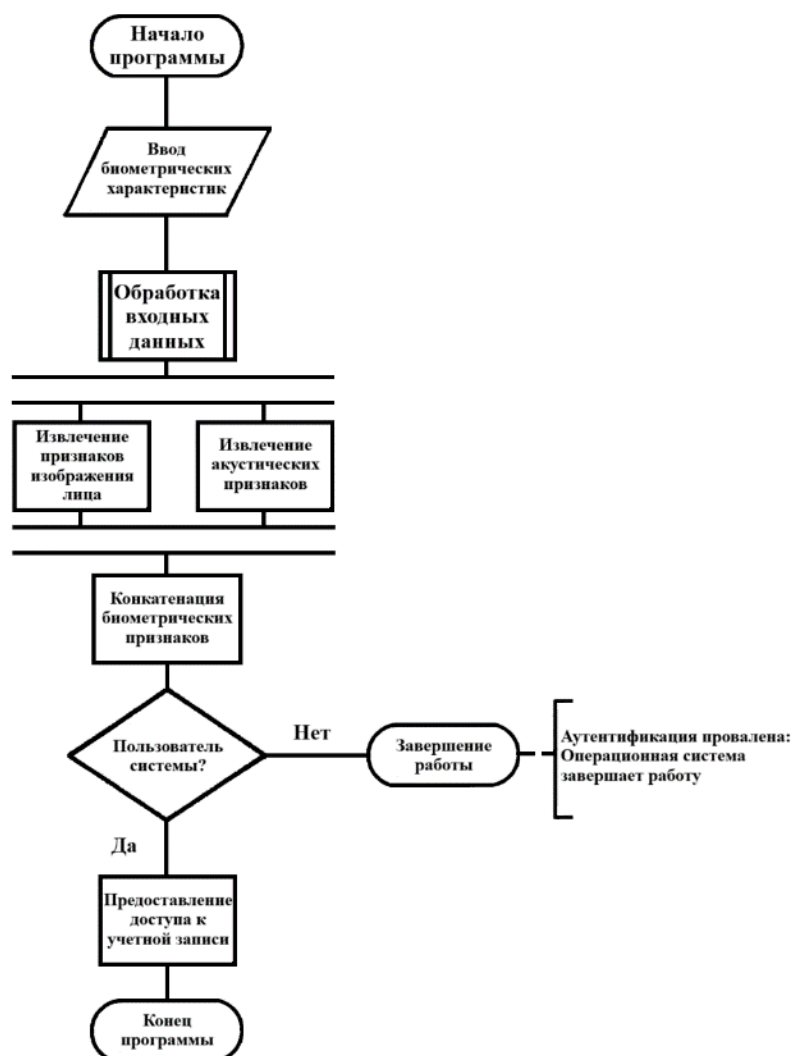 Начало
программы
Ввод
биометрических
характеристик
Обработка
входных
данных
Извлечение
признаков
изображения
лица
Извлечение
акустических
признаков
Конкатенация
биометрических
признаков
Пользователь
системы?
Нет
Завершение
работы
Аутентификация провалена:
Операционная система
завершает работу
Да
Предоставление
доступа к
учетной записи
Конец
программы